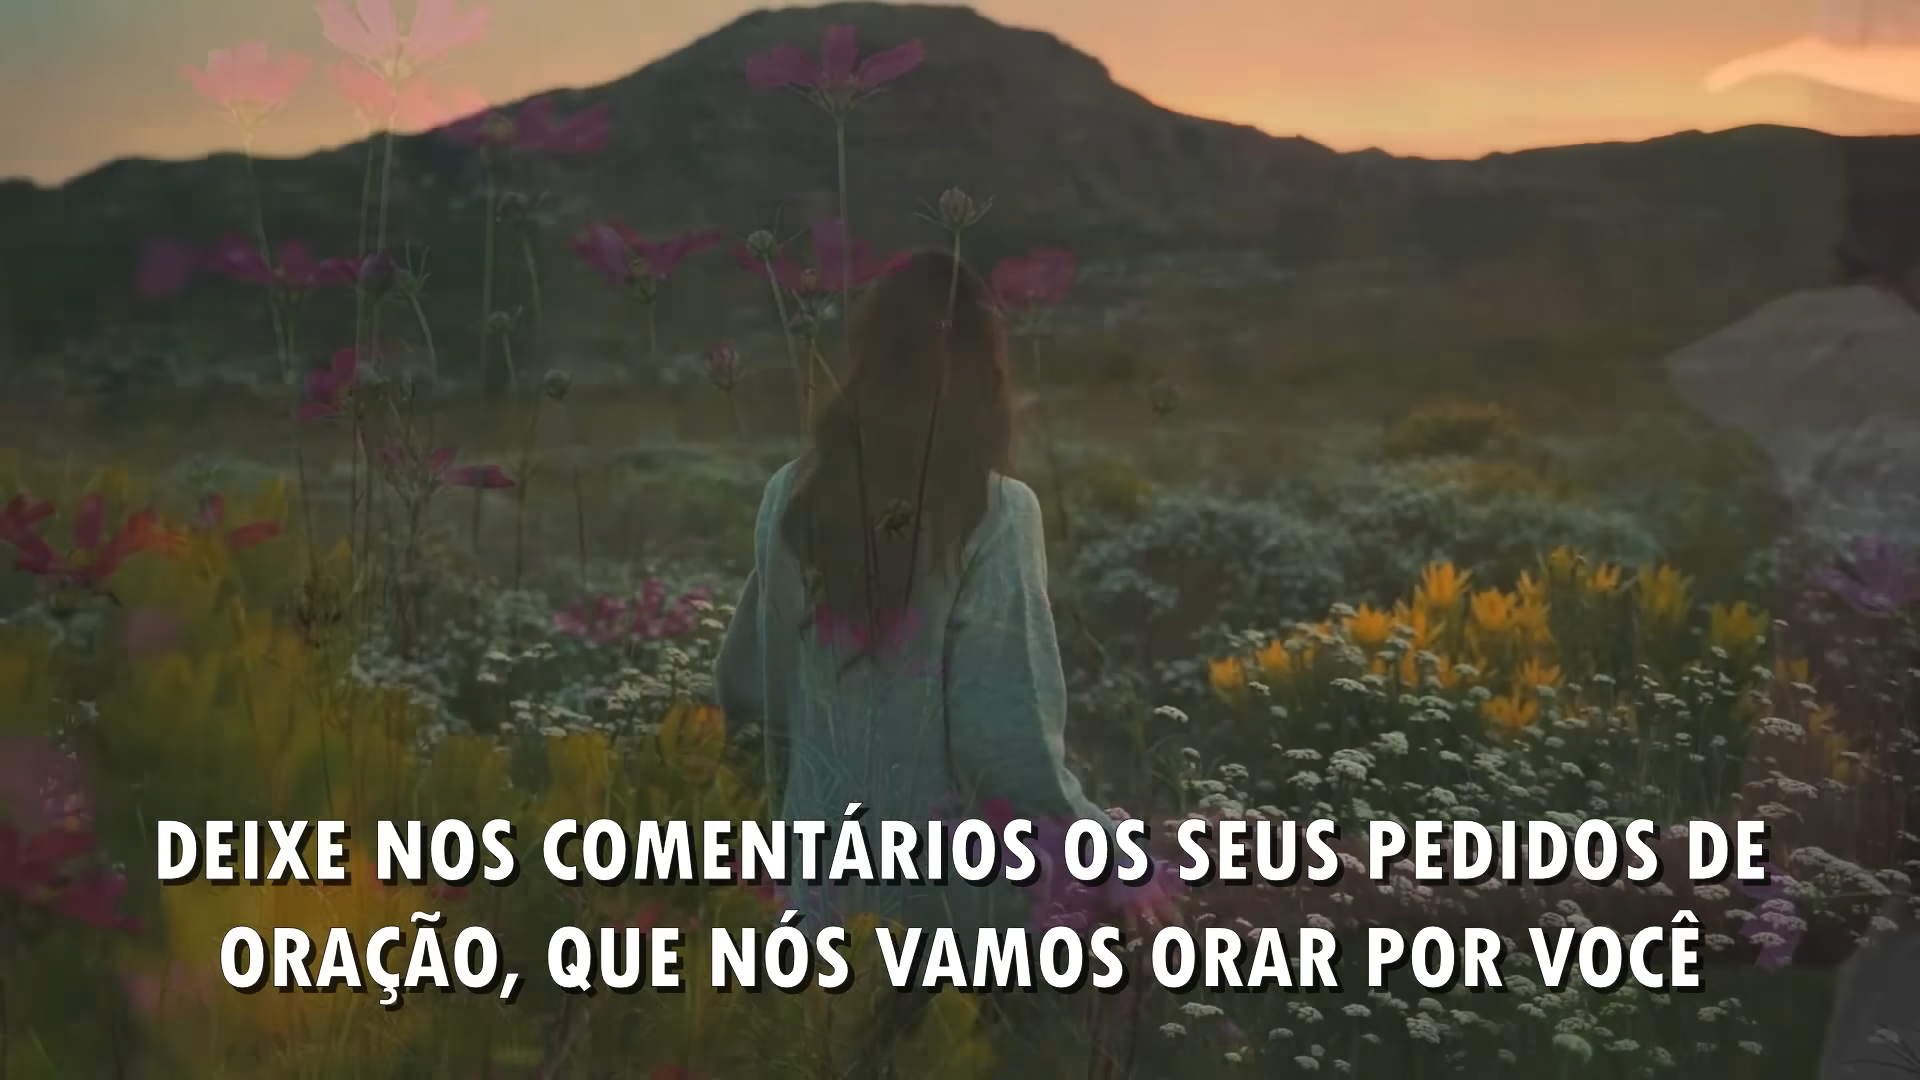 DEIXE NOS COMENTÁRIOS OS SEUS PEDIDOS DE
ORAÇÃO, QUE NÓS VAMOS ORAR POR VOCÊ